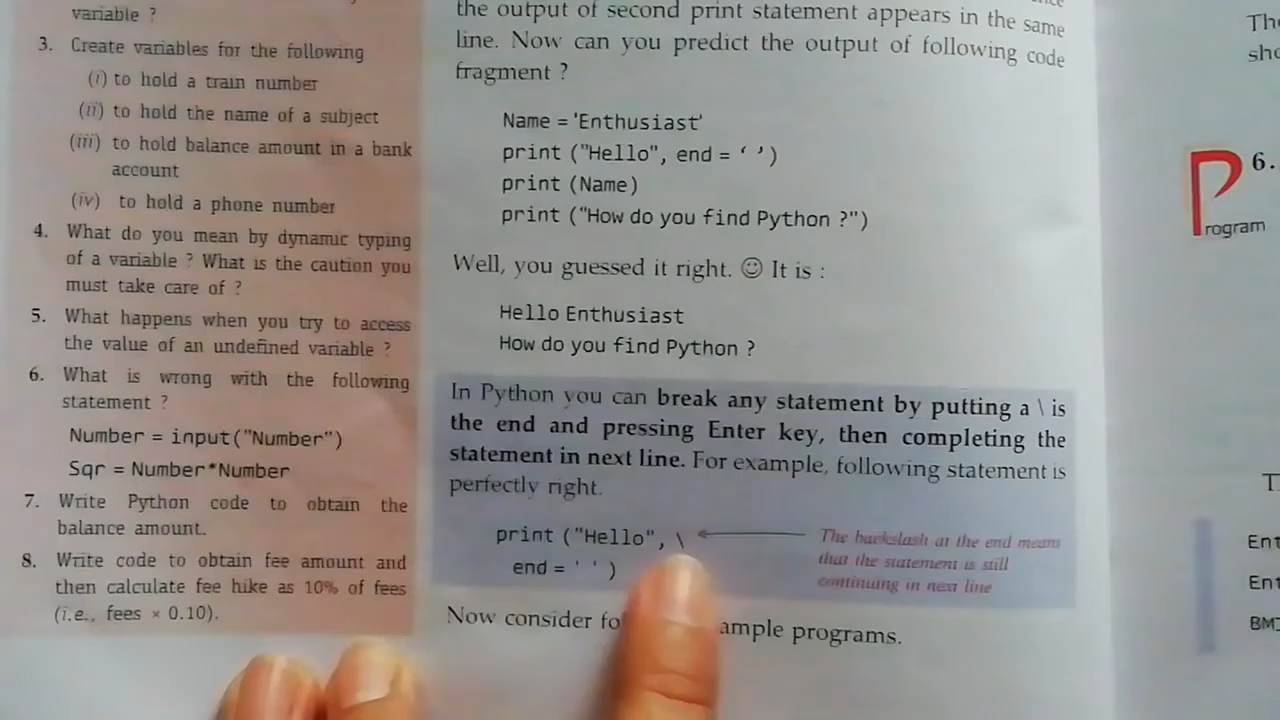 variable ?
3. Create variables for the following
(i) to hold a train number
(ii) to hold the name of a subject
(iii) to hold balance amount in a bank
account
(iv) to hold a phone number
4. What do you mean by dynamic typing
of a variable ? What is the caution you
must take care of ?
5. What happens when you try to access
the value of an undefined variable ?
6. What is wrong with the following
statement ?
Number = input("Number")
Sqr = Number*Number
7. Write Python code to obtain the
balance amount.
8. Write code to obtain fee amount and
then calculate fee hike as 10% of fees
(i.e., fees × 0.10).
the output of second print statement appears in the same
line. Now can you predict the output of following code
fragment ?
Name = 'Enthusiast'
print ("Hello", end = ‘ ’)
print (Name)
print ("How do you find Python ?")
Well, you guessed it right. ☺ It is :
Hello Enthusiast
How do you find Python ?
In Python you can break any statement by putting a \ is
the end and pressing Enter key, then completing the
statement in next line. For example, following statement is
perfectly right.
print ("Hello", \
end = ' ' )
The backslash at the end means
that the statement is still
continuing in next line
Now consider ample programs.
6.
Program